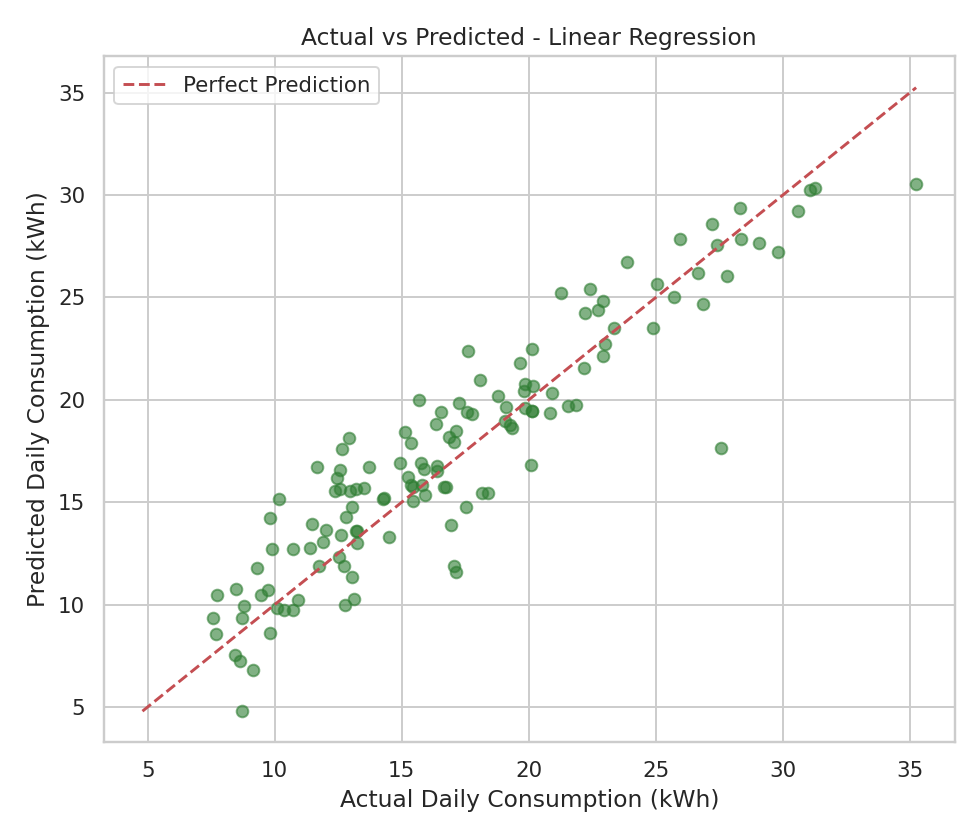 Actual vs Predicted - Linear Regression
Perfect Prediction
Predicted Daily Consumption (kWh)
35
30
25
20
15
10
5
5 10 15 20 25 30 35
Actual Daily Consumption (kWh)